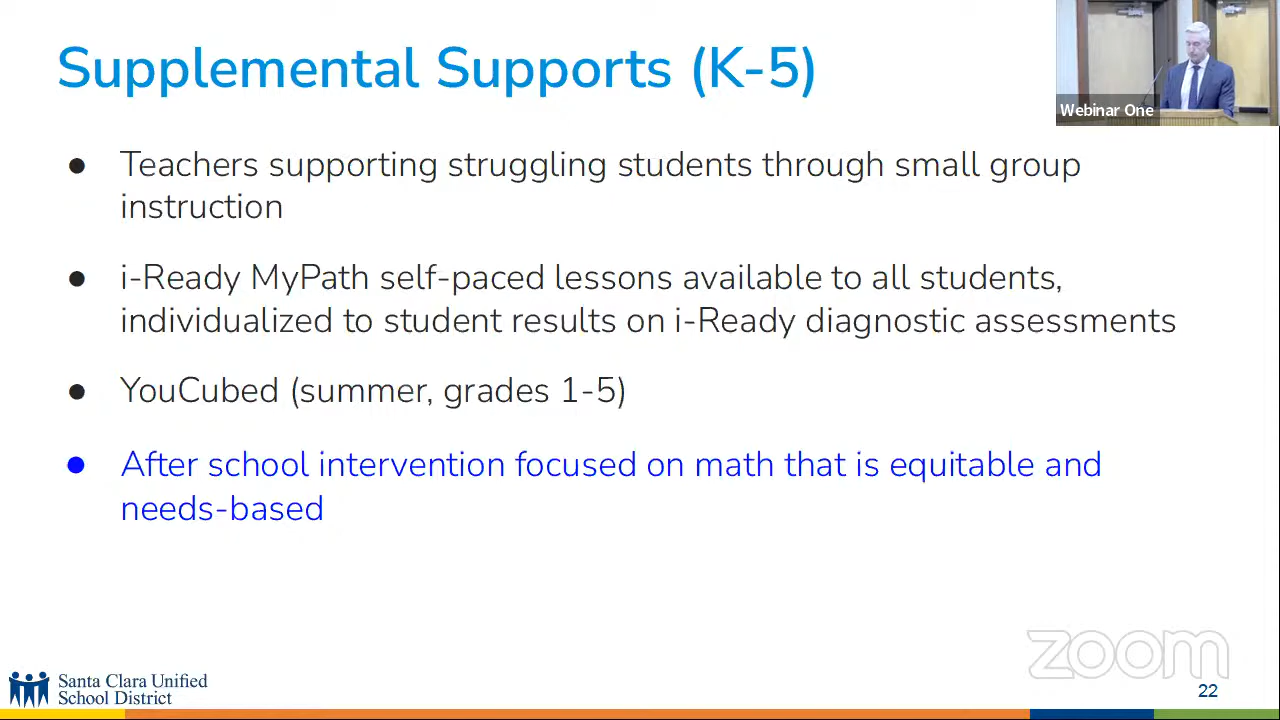 Supplemental Supports (K-5)
Webinar One
● Teachers supporting struggling students through small group
instruction
● i-Ready MyPath self-paced lessons available to all students,
individualized to student results on i-Ready diagnostic assessments
● YouCubed (summer, grades 1-5)
● After school intervention focused on math that is equitable and
needs-based
zoom
Santa Clara Unified
School District
22